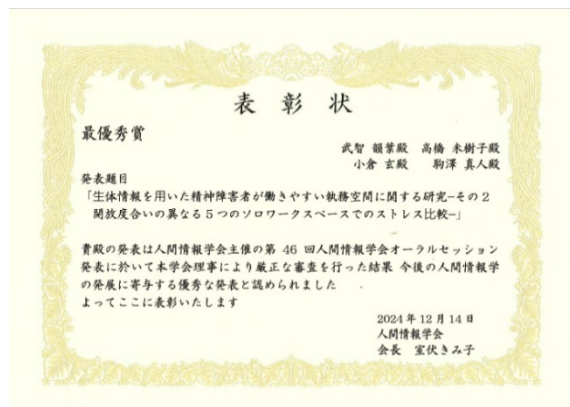 表彰状
最優秀賞
武智 韻葉殿 高橋 未樹子殿
小倉 玄殿 駒澤 真人殿
発表題目
「生体情報を用いた精神障害者が働きやすい執務空間に関する研究−その2
開放度合いの異なる5つのソロワークスペースでのストレス比較−」
貴殿の発表は人間情報学会主催の第 46 回人間情報学会オーラルセッション
発表に於いて本学会理事により厳正な審査を行った結果 今後の人間情報学
の発展に寄与する優秀な発表と認められました
よってここに表彰いたします
2024年12月14日
人間情報学会
会長 室伏きみ子